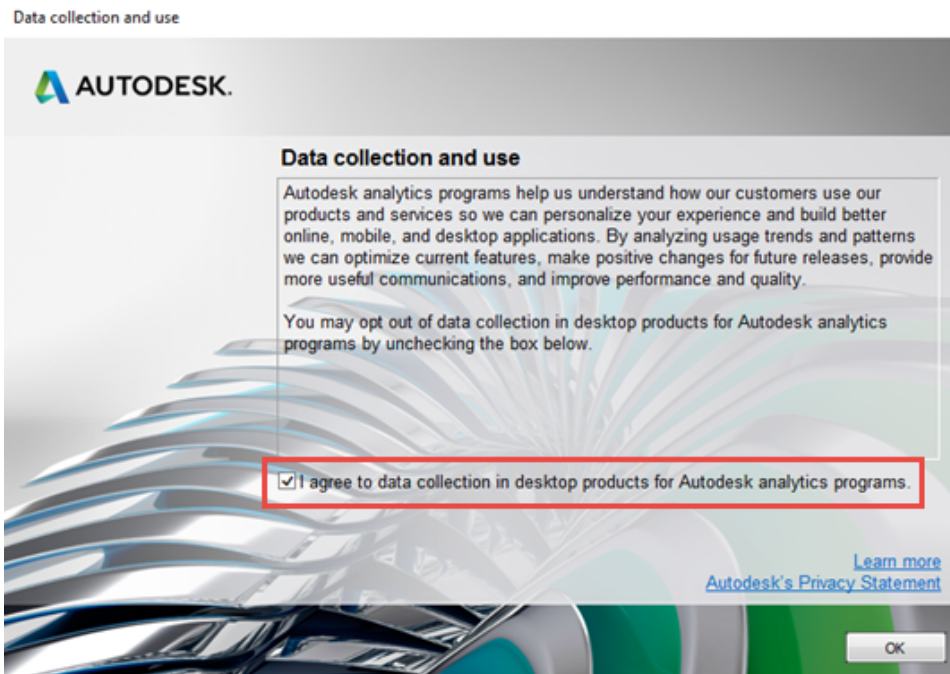 Data collection and use
AUTODESK.
Data collection and use
Autodesk analytics programs help us understand how our customers use our
products and services so we can personalize your experience and build better
online, mobile, and desktop applications. By analyzing usage trends and patterns
we can optimize current features, make positive changes for future releases, provide
more useful communications, and improve performance and quality.
You may opt out of data collection in desktop products for Autodesk analytics
programs by unchecking the box below.
I agree to data collection in desktop products for Autodesk analytics programs.
Learn more
Autodesk's Privacy Statement
OK